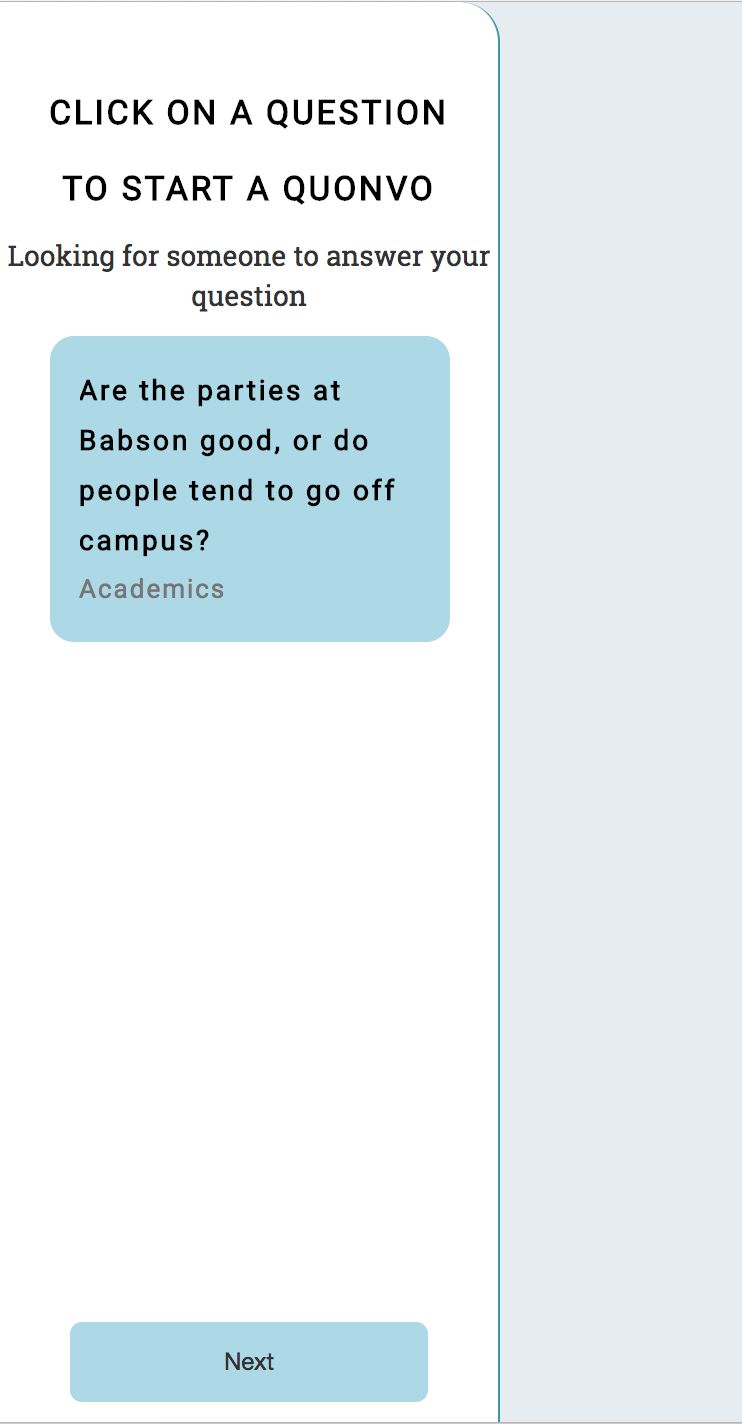 CLICK ON A QUESTION
TO START A QUONVO
Looking for someone to answer your
question
Are the parties at
Babson good, or do
people tend to go off
campus?
Academics
Next